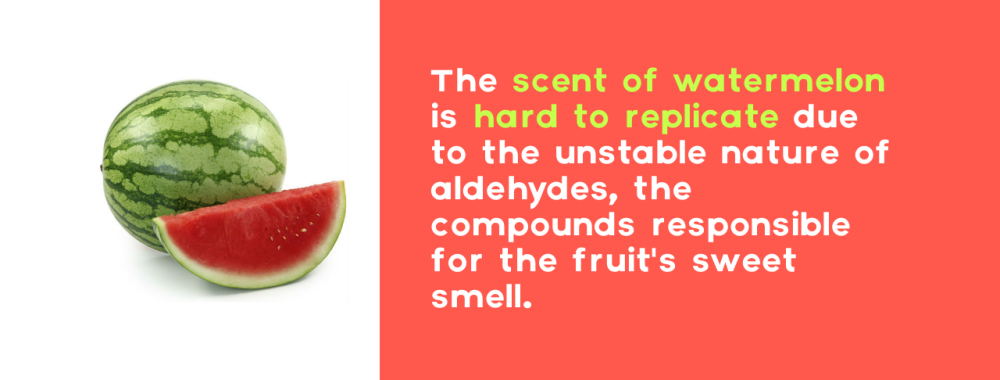 The scent of watermelon
is hard to replicate due
to the unstable nature of
aldehydes, the
compounds responsible
for the fruit's sweet
smell.